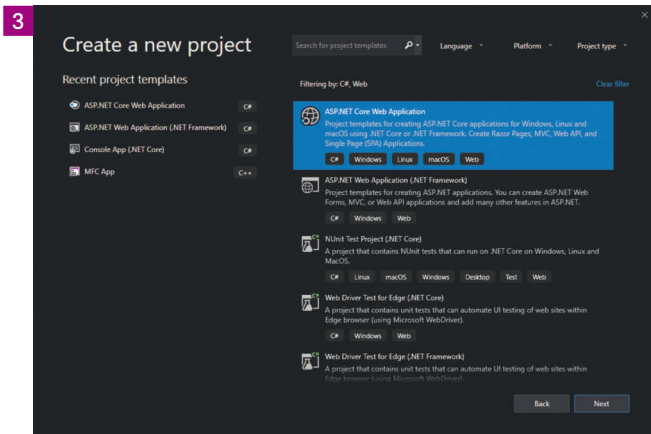 3
Create a new project
Search for project templates
Language
Platform
Project type
Recent project templates
ASP.NET Core Web Application C#
ASP.NET Web Application (.NET Framework) C#
Console App (.NET Core) C#
MFC App C++
Filtering by: C#, Web
Clear filter
ASP.NET Core Web Application
Project templates for creating ASP.NET Core applications for Windows, Linux and
macOS using .NET Core or .NET Framework. Create Razor Pages, MVC, Web API, and
Single Page (SPA) Applications.
C# Windows Linux macOS Web
ASP.NET Web Application (.NET Framework)
Project templates for creating ASP.NET applications. You can create ASP.NET Web
Forms, MVC, or Web API applications and add many other features in ASP.NET.
C# Windows Web
NUnit Test Project (.NET Core)
A project that contains NUnit tests that can run on .NET Core on Windows, Linux and
MacOS.
C# Linux macOS Windows Desktop Test Web
Web Driver Test for Edge (.NET Core)
A project that contains unit tests that can automate UI testing of web sites within
Edge browser (using Microsoft WebDriver).
C# Windows Web
Web Driver Test for Edge (.NET Framework)
A project that contains unit tests that can automate UI testing of web sites within
Edge browser (using Microsoft WebDriver).
Back
Next